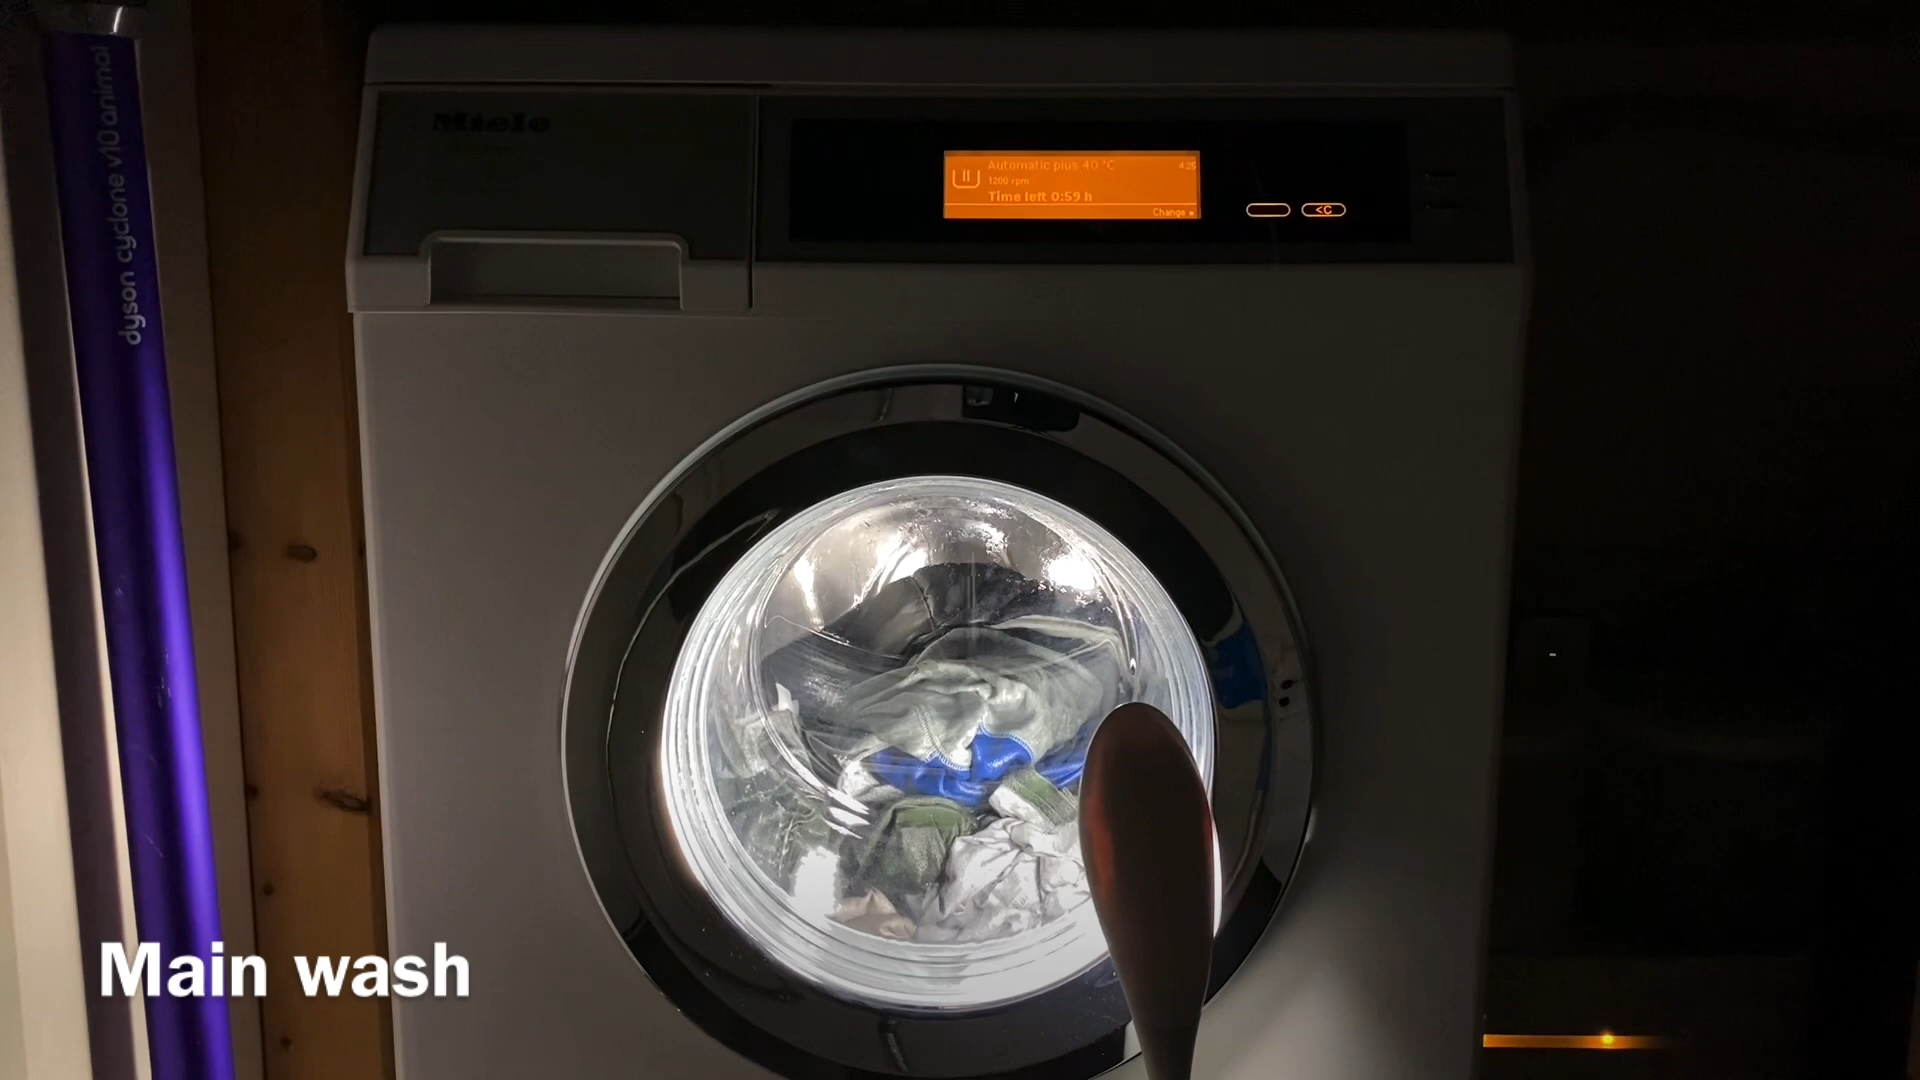 dyson cyclone v10 animal
Miele
Automatic plus 40 °C
1200 rpm
Time left 0:59 h
Change
<C
Main wash